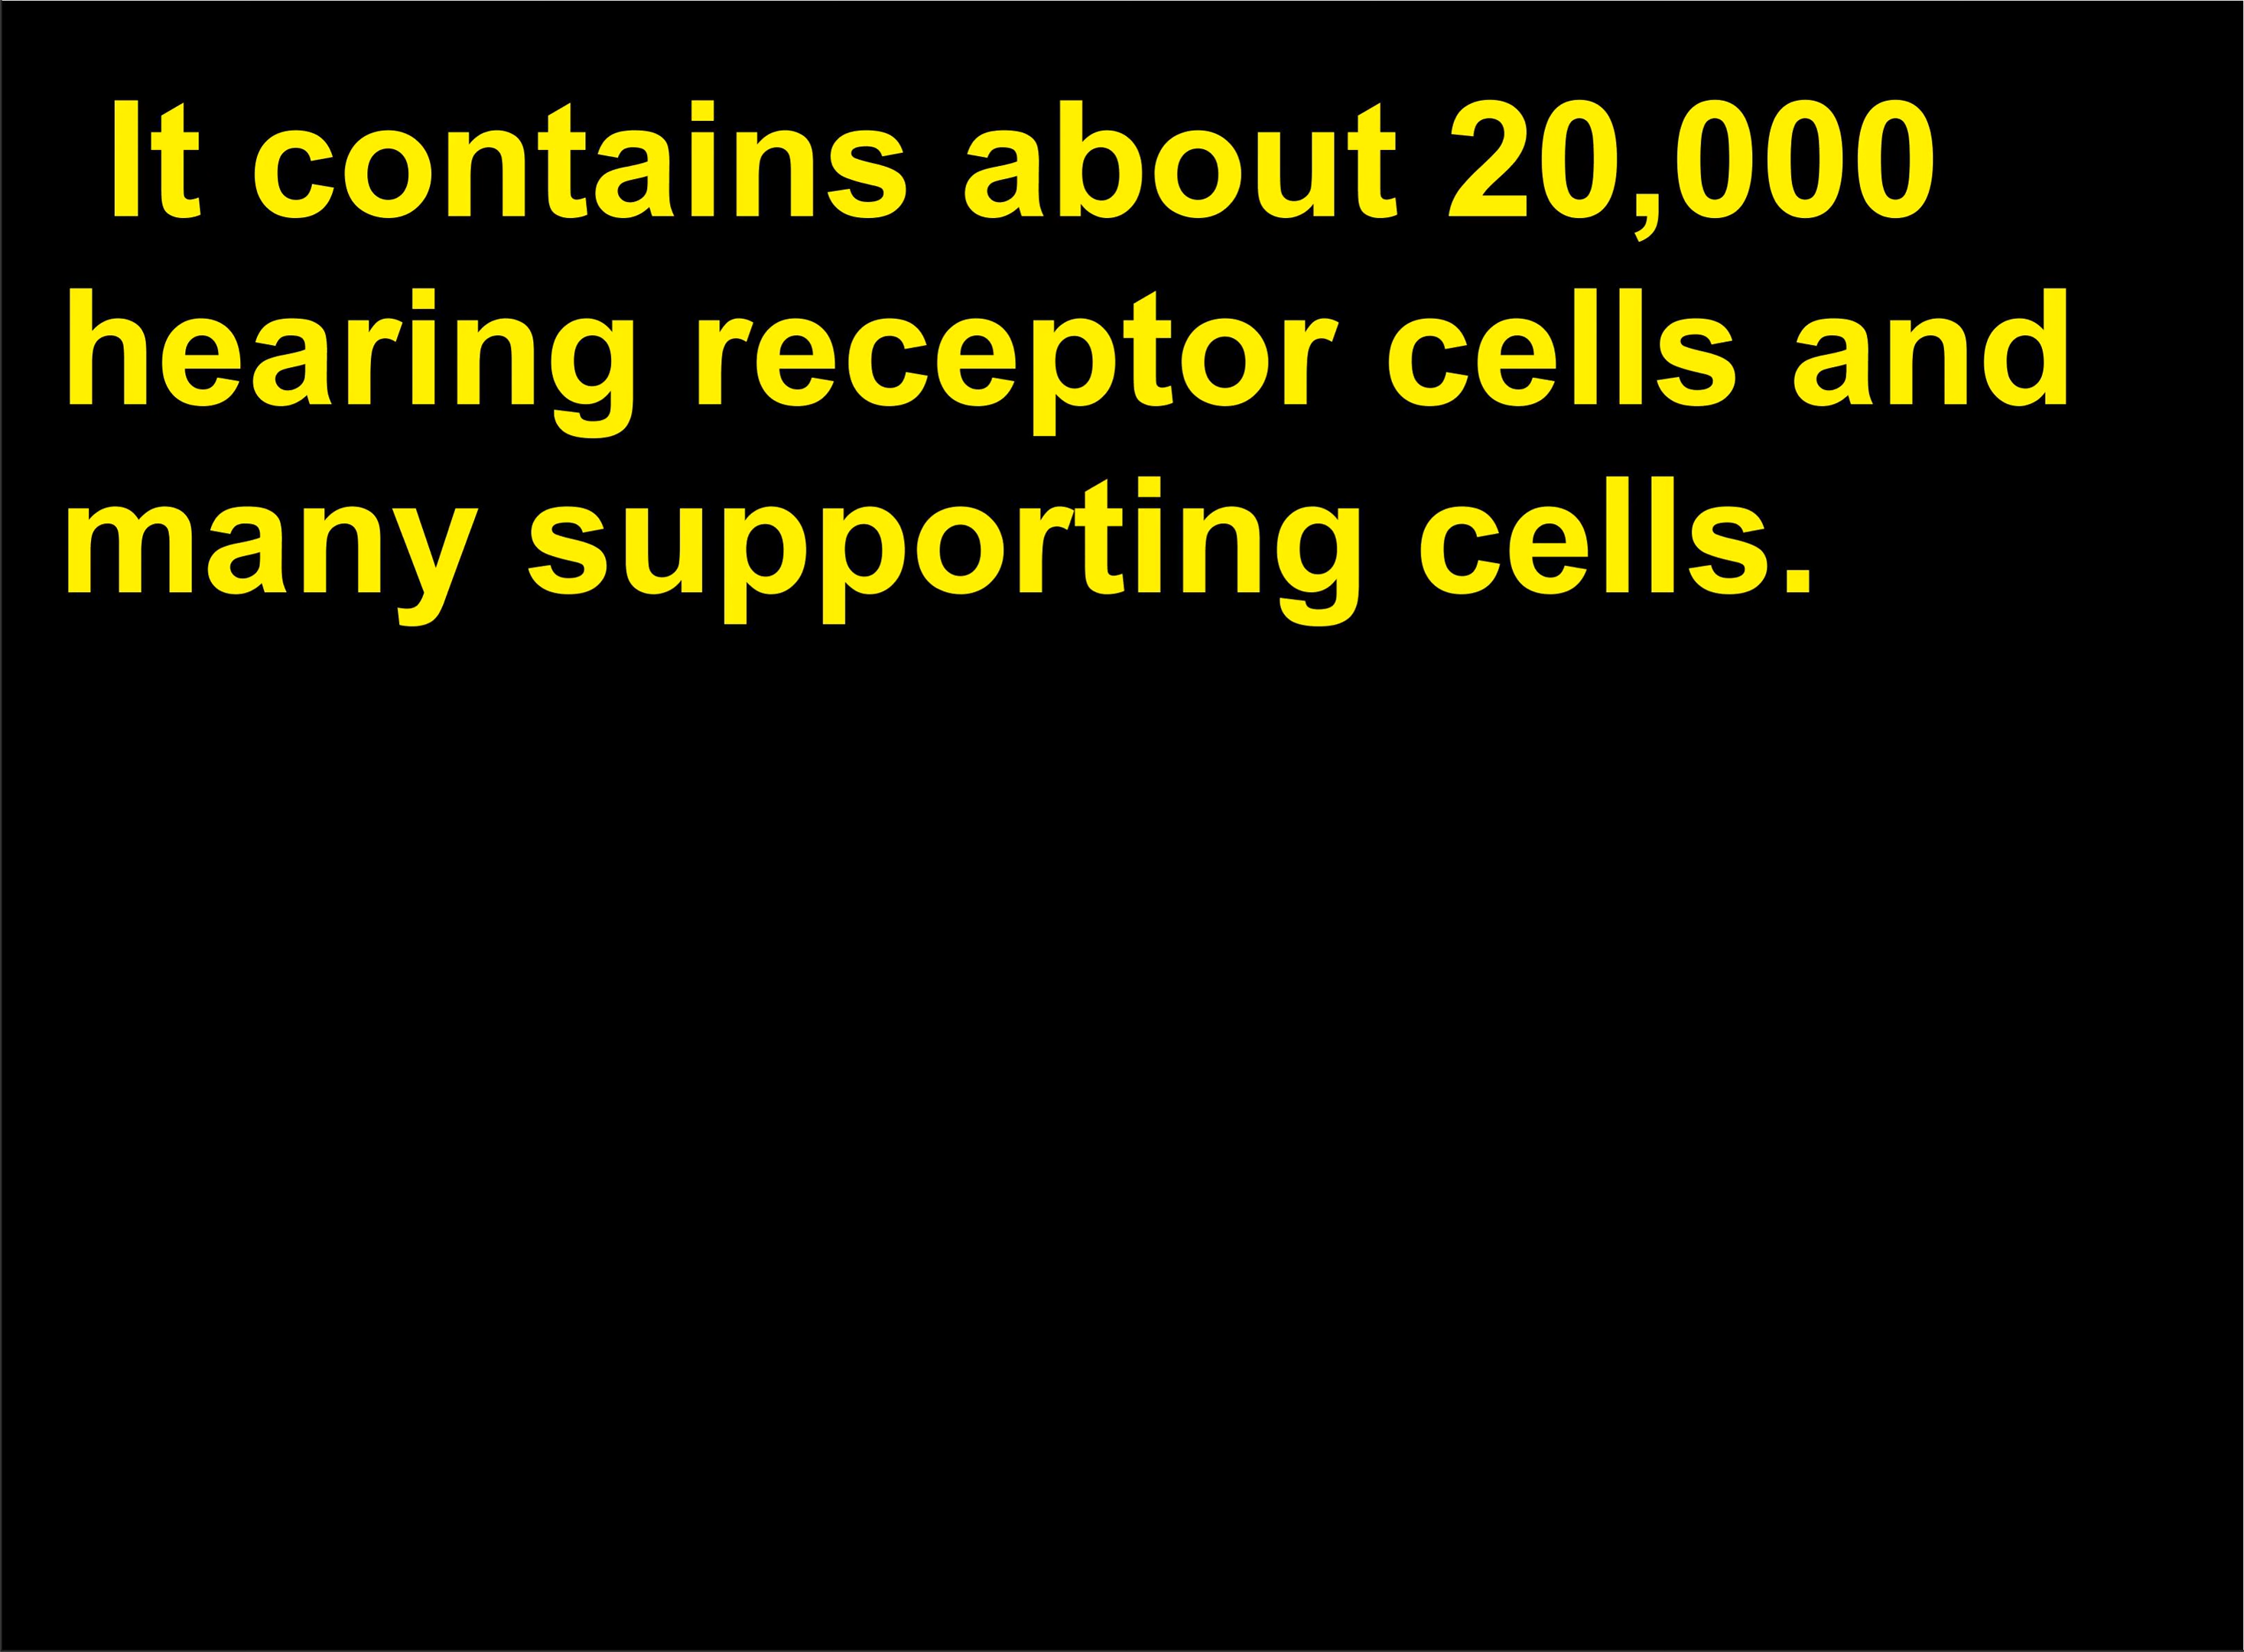 It contains about 20,000
hearing receptor cells and
many supporting cells.